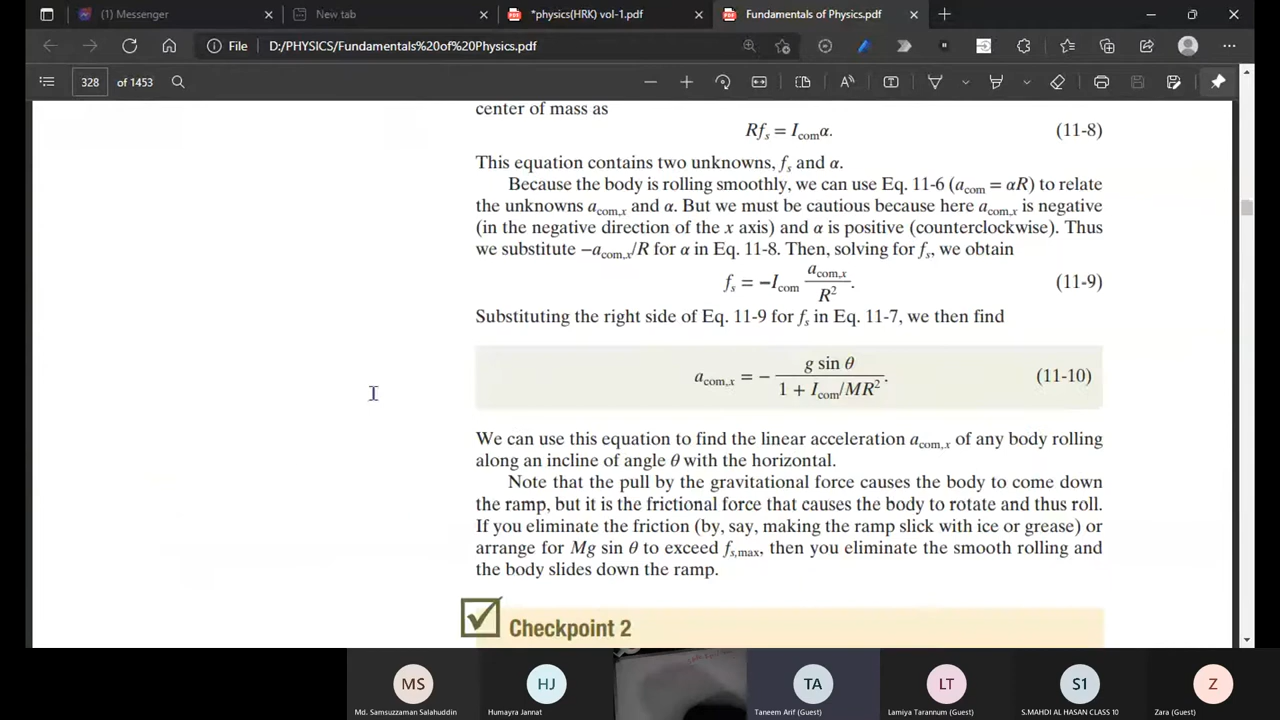 (1) Messenger
New tab
*physics(HRK) vol-1.pdf
Fundamentals of Physics.pdf
File
D:/PHYSICS/Fundamentals%20of%20Physics.pdf
328 of 1453
center of mass as
Rfₛ = I_com α. (11-8)
This equation contains two unknowns, fₛ and α.
Because the body is rolling smoothly, we can use Eq. 11-6 (a_com = αR) to relate
the unknowns a_com,x and α. But we must be cautious because here a_com,x is negative
(in the negative direction of the x axis) and α is positive (counterclockwise). Thus
we substitute −a_com,x/R for α in Eq. 11-8. Then, solving for fₛ, we obtain
fₛ = −I_com a_com,x / R². (11-9)
Substituting the right side of Eq. 11-9 for fₛ in Eq. 11-7, we then find
a_com,x = − g sin θ / 1 + I_com/MR². (11-10)
We can use this equation to find the linear acceleration a_com,x of any body rolling
along an incline of angle θ with the horizontal.
Note that the pull by the gravitational force causes the body to come down
the ramp, but it is the frictional force that causes the body to rotate and thus roll.
If you eliminate the friction (by, say, making the ramp slick with ice or grease) or
arrange for Mg sin θ to exceed f_s,max, then you eliminate the smooth rolling and
the body slides down the ramp.
Checkpoint 2
MS
HJ
TA
LT
S1
Z
Md. Samsuzzaman Salahuddin
Humayra Jannat
Taneem Arif (Guest)
Lamiya Tarannum (Guest)
S.MAHDI AL HASAN CLASS 10
Zara (Guest)